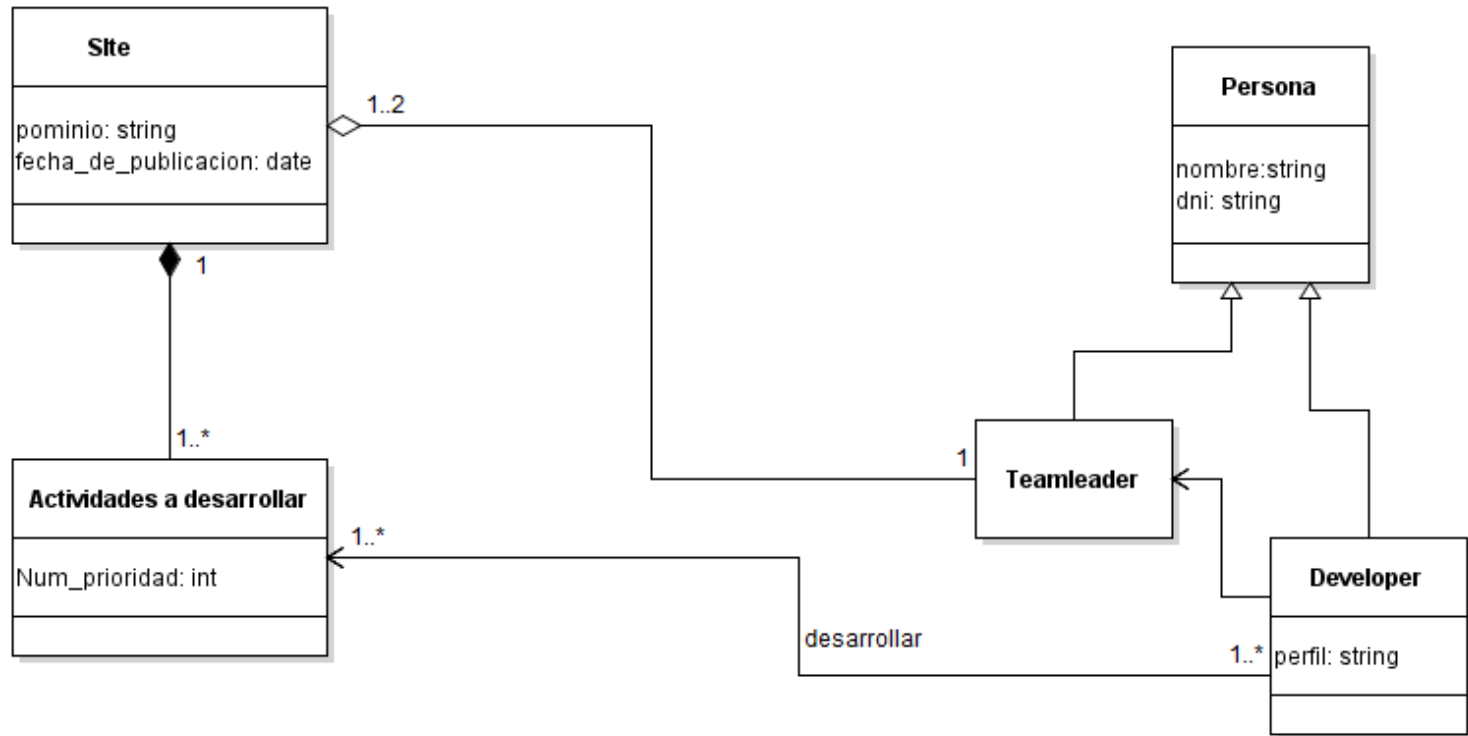 SIte
pominio: string
fecha_de_publicacion: date
1..2
1
1..*
Actividades a desarrollar
Num_prioridad: int
1..*
desarrollar
Persona
nombre:string
dni: string
1
Teamleader
Developer
1..*
perfil: string